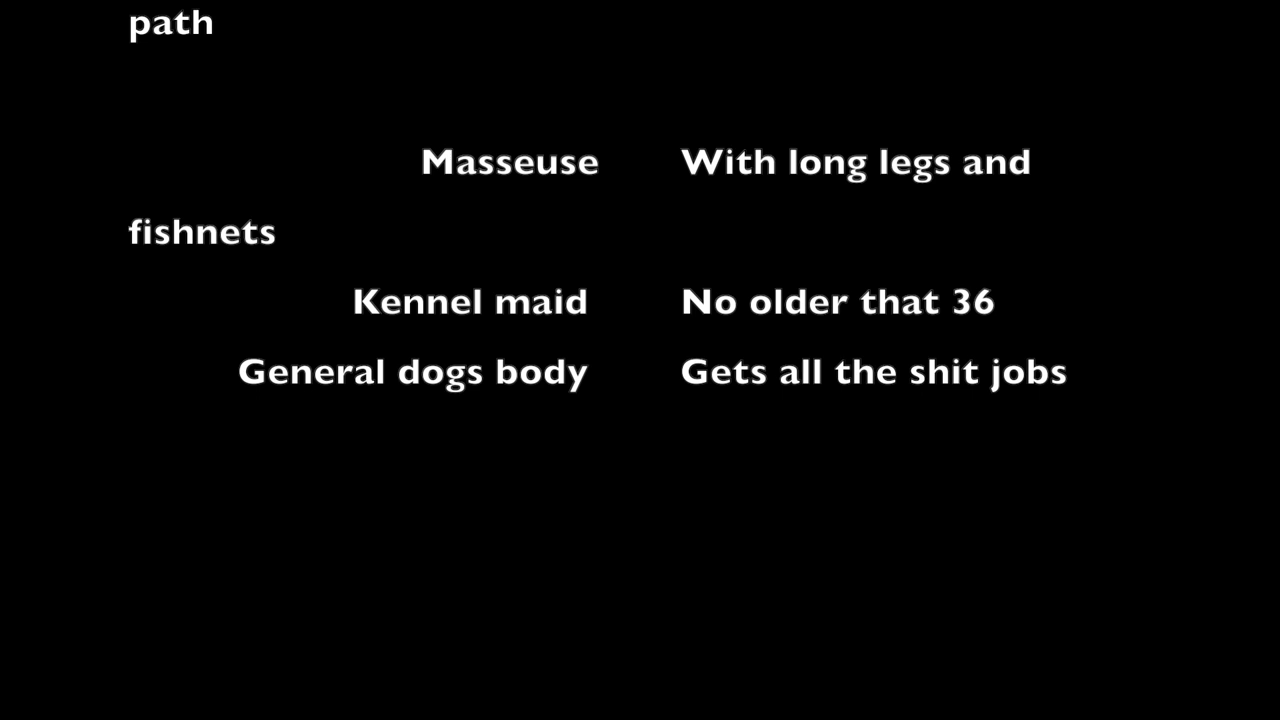 path
Masseuse With long legs and
fishnets
Kennel maid No older that 36
General dogs body Gets all the shit jobs